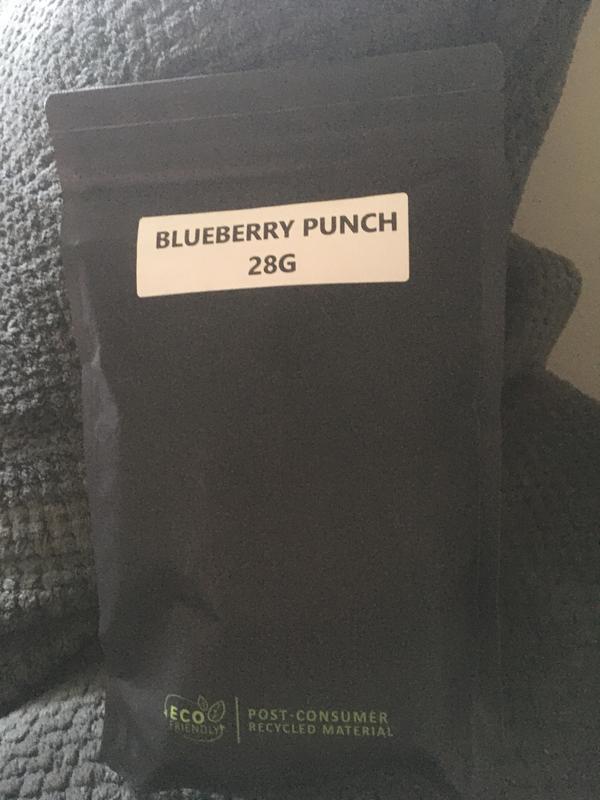 BLUEBERRY PUNCH
28G
ECO
FRIENDLY
POST-CONSUMER
RECYCLED MATERIAL